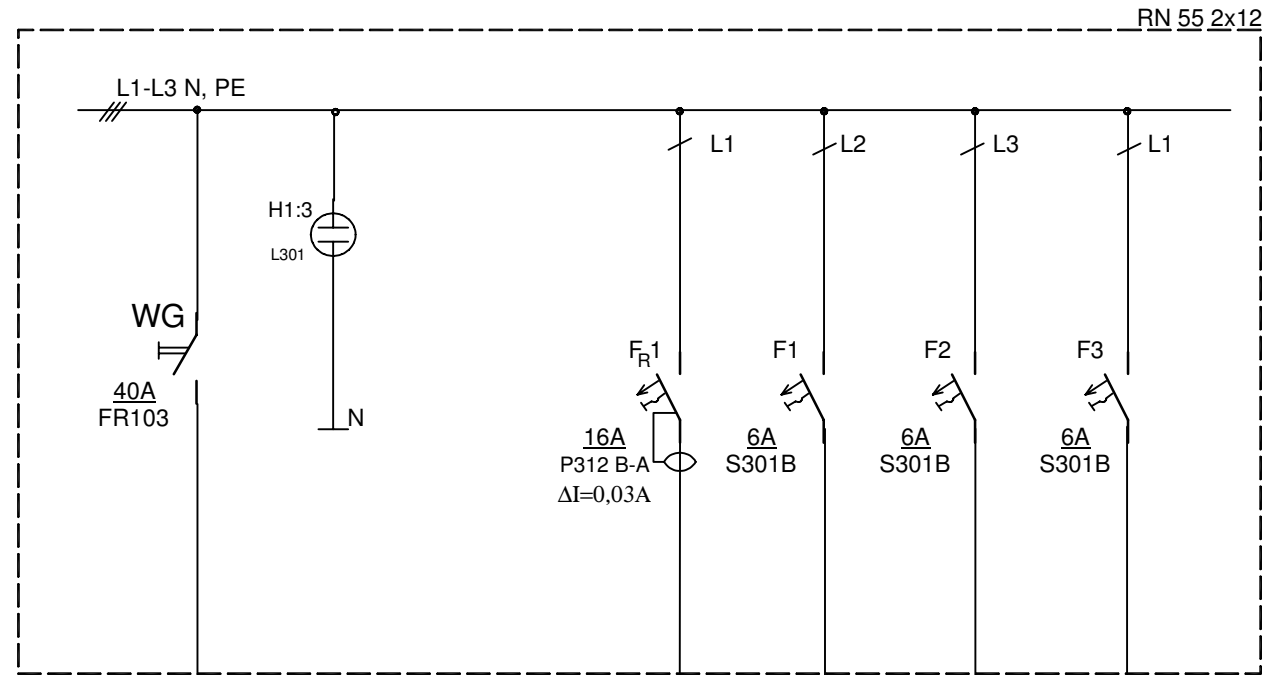 RN 55 2x12
L1-L3 N, PE
L1
L2
L3
L1
H1:3
L301
WG
40A
FR103
N
FR1
16A
P312 B-A
ΔI=0,03A
F1
6A
S301B
F2
6A
S301B
F3
6A
S301B